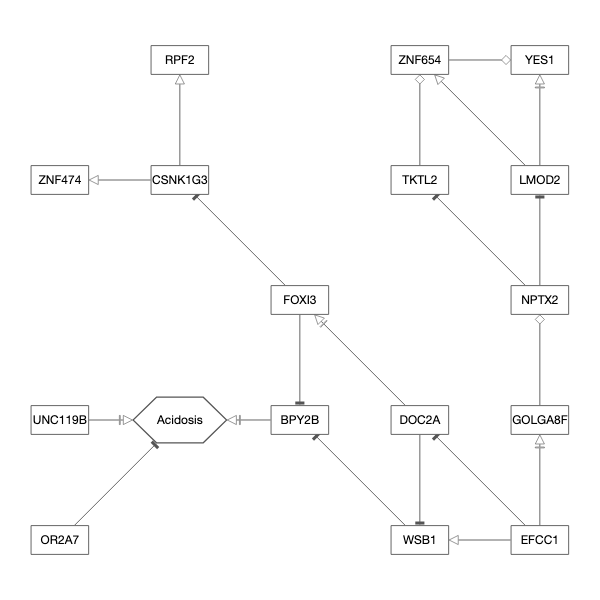 RPF2
ZNF654
YES1
ZNF474
CSNK1G3
TKTL2
LMOD2
FOXI3
NPTX2
UNC119B
Acidosis
BPY2B
DOC2A
GOLGA8F
OR2A7
WSB1
EFCC1